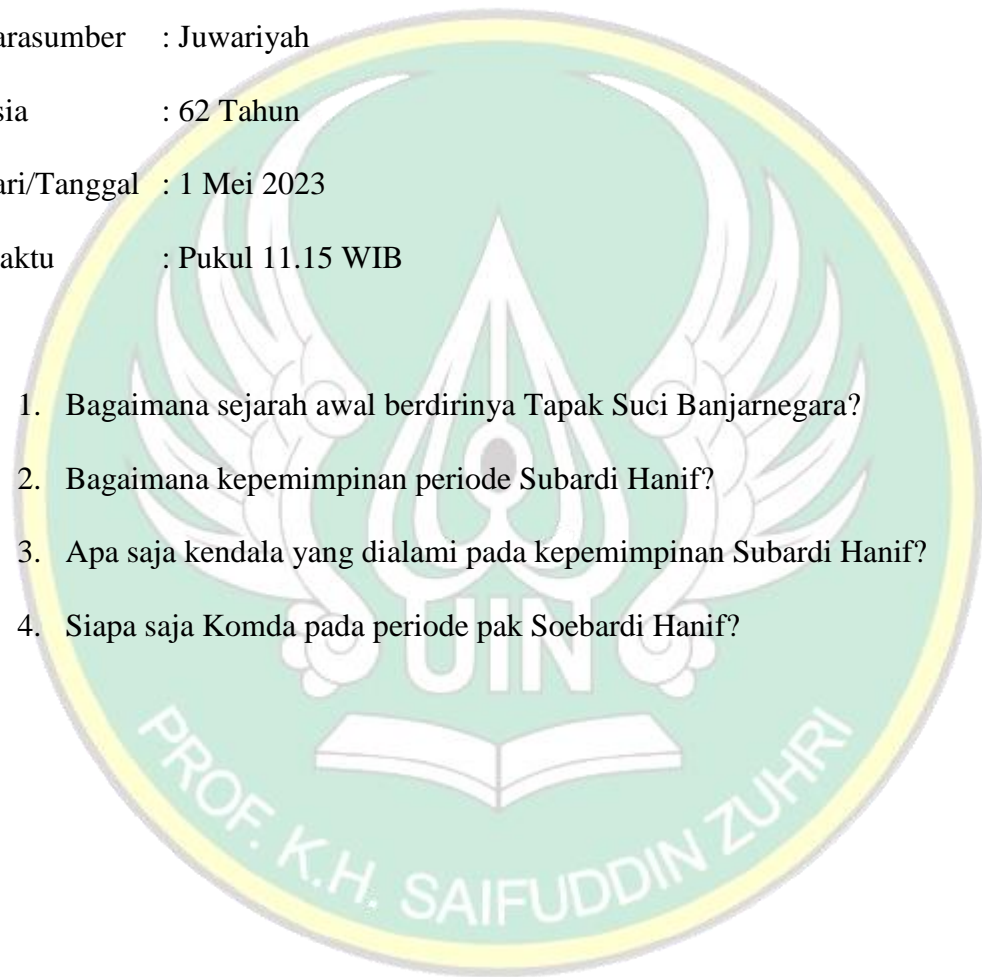 arasumber : Juwariyah
sia : 62 Tahun
ari/Tanggal : 1 Mei 2023
aktu : Pukul 11.15 WIB
1. Bagaimana sejarah awal berdirinya Tapak Suci Banjarnegara?
2. Bagaimana kepemimpinan periode Subardi Hanif?
3. Apa saja kendala yang dialami pada kepemimpinan Subardi Hanif?
4. Siapa saja Komda pada periode pak Soebardi Hanif?
UIN
PROF. K.H. SAIFUDDIN ZUHRI